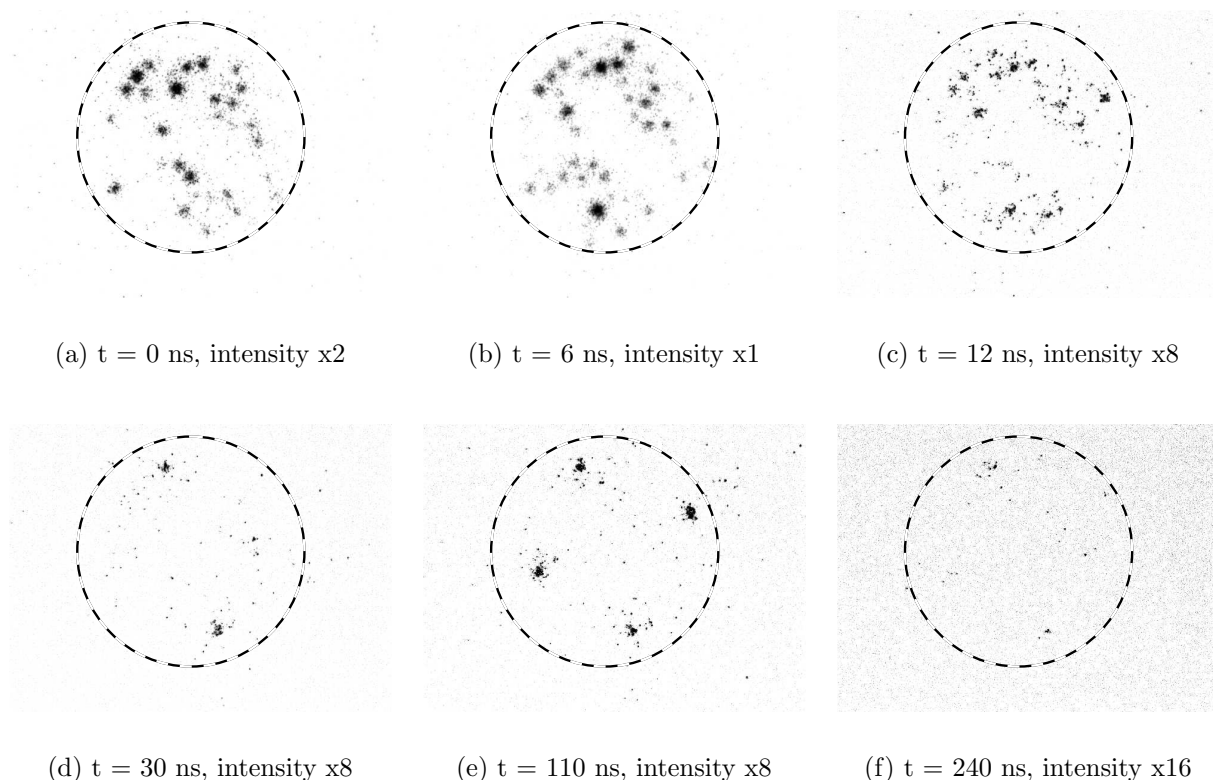 (a) t = 0 ns, intensity x2
(b) t = 6 ns, intensity x1
(c) t = 12 ns, intensity x8
(d) t = 30 ns, intensity x8
(e) t = 110 ns, intensity x8
(f) t = 240 ns, intensity x16